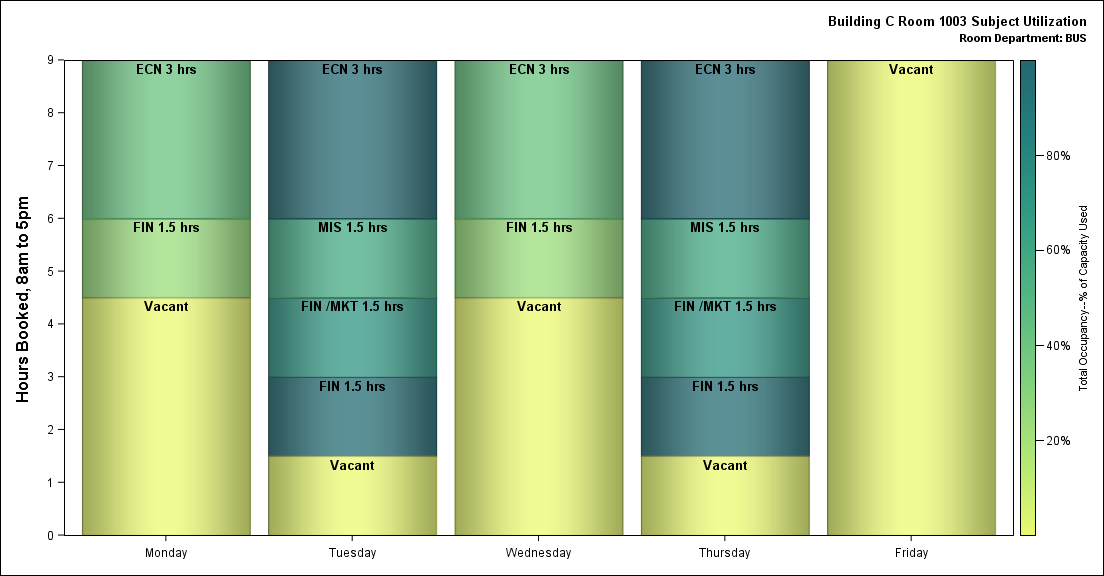 Building C Room 1003 Subject Utilization
Room Department: BUS
Hours Booked, 8am to 5pm
9
8
7
6
5
4
3
2
1
0
ECN 3 hrs
FIN 1.5 hrs
Vacant
Monday
ECN 3 hrs
MIS 1.5 hrs
FIN /MKT 1.5 hrs
FIN 1.5 hrs
Vacant
Tuesday
ECN 3 hrs
FIN 1.5 hrs
Vacant
Wednesday
ECN 3 hrs
MIS 1.5 hrs
FIN /MKT 1.5 hrs
FIN 1.5 hrs
Vacant
Thursday
Vacant
Friday
80%
60%
40%
20%
Total Occupancy--% of Capacity Used